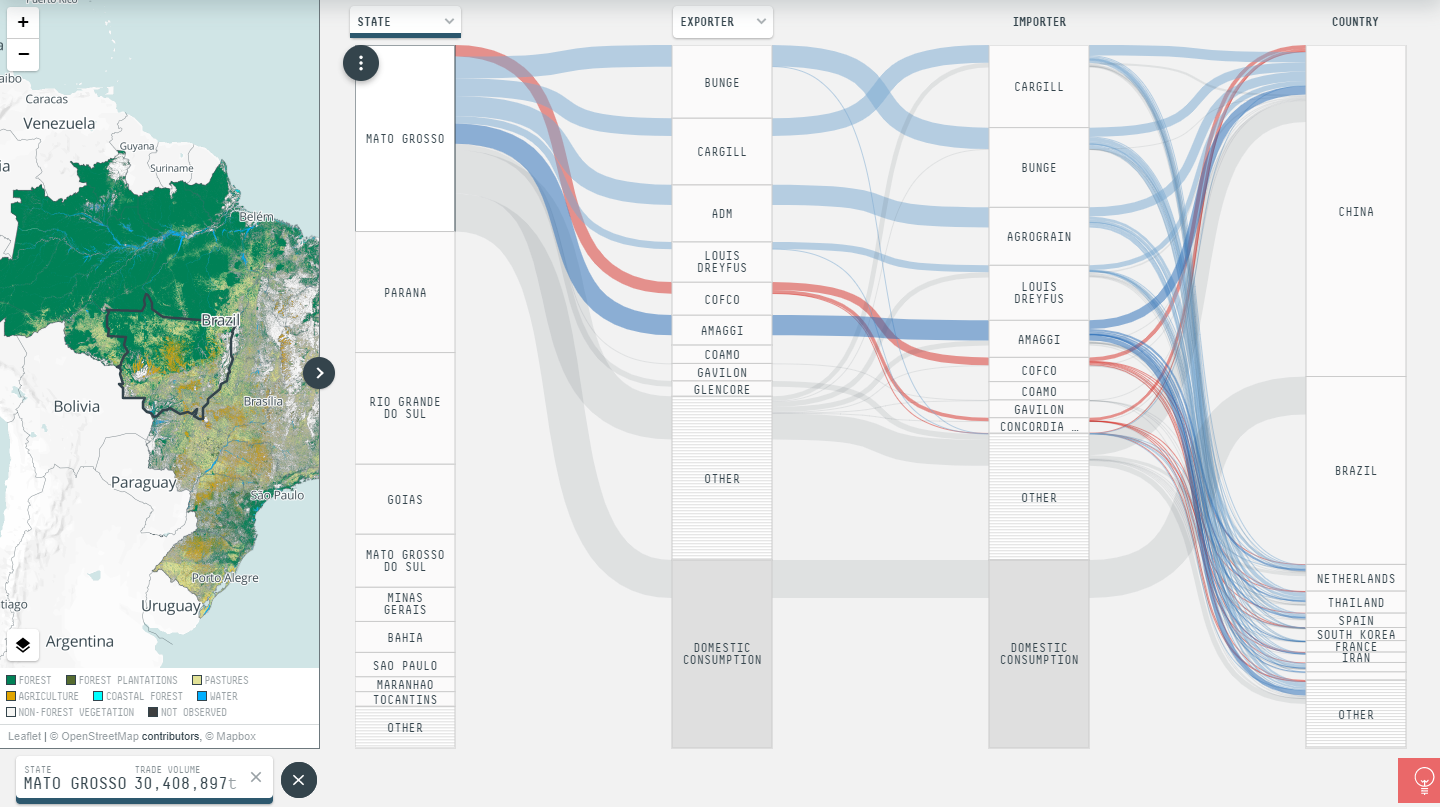 Puerto Rico
+
−
aibo
Caracas
Venezuela
Guyana
Suriname
ia
Belém
Brazil
Bolivia
Brasília
Paraguay
São Paulo
Porto Alegre
Uruguay
tiago
Argentina
FOREST
FOREST PLANTATIONS
PASTURES
AGRICULTURE
COASTAL FOREST
WATER
NON-FOREST VEGETATION
NOT OBSERVED
Leaflet | © OpenStreetMap contributors, © Mapbox
STATE
MATO GROSSO
TRADE VOLUME
30,408,897t
STATE
MATO GROSSO
PARANA
RIO GRANDE
DO SUL
GOIAS
MATO GROSSO
DO SUL
MINAS
GERAIS
BAHIA
SAO PAULO
MARANHAO
TOCANTINS
OTHER
EXPORTER
BUNGE
CARGILL
ADM
LOUIS
DREYFUS
COFCO
AMAGGI
COAMO
GAVILON
GLENCORE
OTHER
DOMESTIC
CONSUMPTION
IMPORTER
CARGILL
BUNGE
AGROGRAIN
LOUIS
DREYFUS
AMAGGI
COFCO
COAMO
GAVILON
CONCORDIA …
OTHER
DOMESTIC
CONSUMPTION
COUNTRY
CHINA
BRAZIL
NETHERLANDS
THAILAND
SPAIN
SOUTH KOREA
FRANCE
IRAN
OTHER